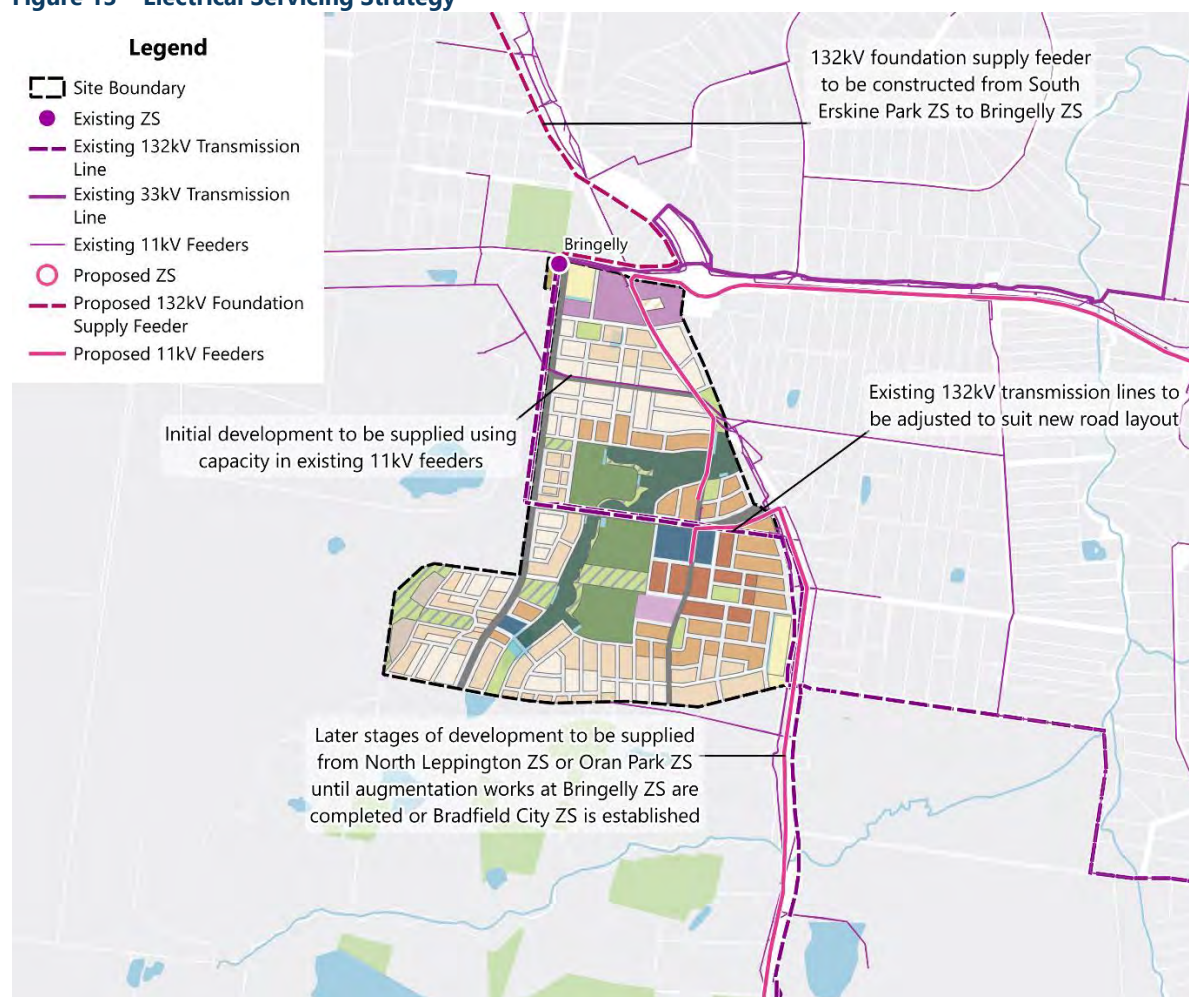 Figure 15 – Electrical Servicing Strategy
Legend
Site Boundary
Existing ZS
Existing 132kV Transmission
Line
Existing 33kV Transmission
Line
Existing 11kV Feeders
Proposed ZS
Proposed 132kV Foundation
Supply Feeder
Proposed 11kV Feeders
132kV foundation supply feeder
to be constructed from South
Erskine Park ZS to Bringelly ZS
Bringelly
Existing 132kV transmission lines to
be adjusted to suit new road layout
Initial development to be supplied using
capacity in existing 11kV feeders
Later stages of development to be supplied
from North Leppington ZS or Oran Park ZS
until augmentation works at Bringelly ZS are
completed or Bradfield City ZS is established